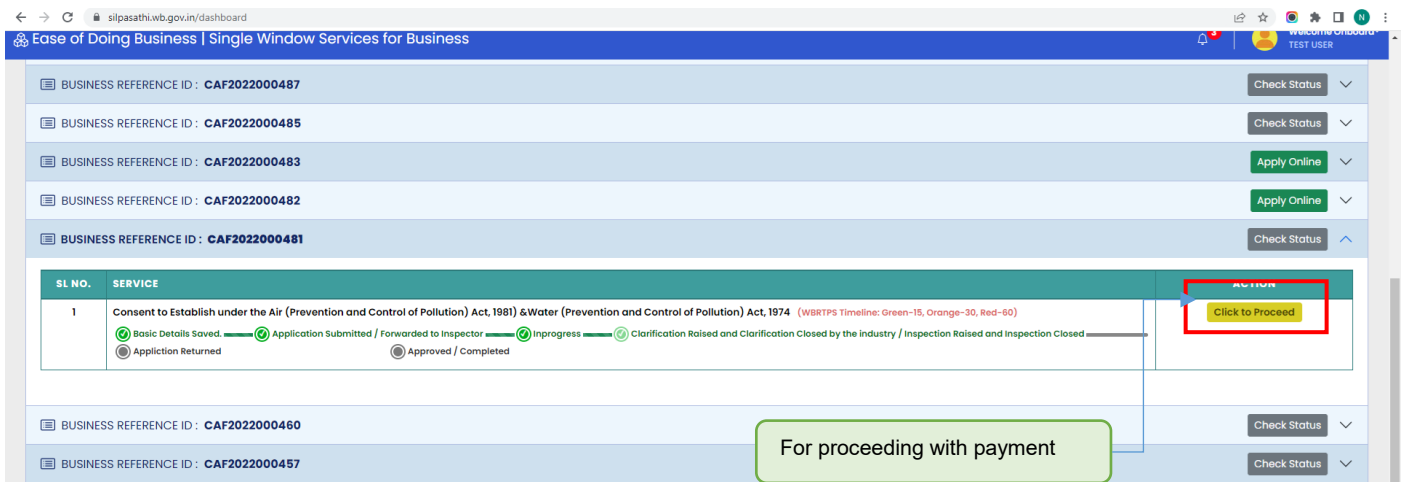 silpasathi.wb.gov.in/dashboard
N
Ease of Doing Business | Single Window Services for Business
3
Welcome Onboard
TEST USER
BUSINESS REFERENCE ID : CAF2022000487
Check Status
BUSINESS REFERENCE ID : CAF2022000485
Check Status
BUSINESS REFERENCE ID : CAF2022000483
Apply Online
BUSINESS REFERENCE ID : CAF2022000482
Apply Online
BUSINESS REFERENCE ID : CAF2022000481
Check Status
SL NO. SERVICE ACTION
1 Consent to Establish under the Air (Prevention and Control of Pollution) Act, 1981) &Water (Prevention and Control of Pollution) Act, 1974 (WBRTPS Timeline: Green-15, Orange-30, Red-60)
Click to Proceed
Basic Details Saved. Application Submitted / Forwarded to Inspector Inprogress Clarification Raised and Clarification Closed by the industry / Inspection Raised and Inspection Closed
Appliction Returned Approved / Completed
BUSINESS REFERENCE ID : CAF2022000460
Check Status
For proceeding with payment
BUSINESS REFERENCE ID : CAF2022000457
Check Status